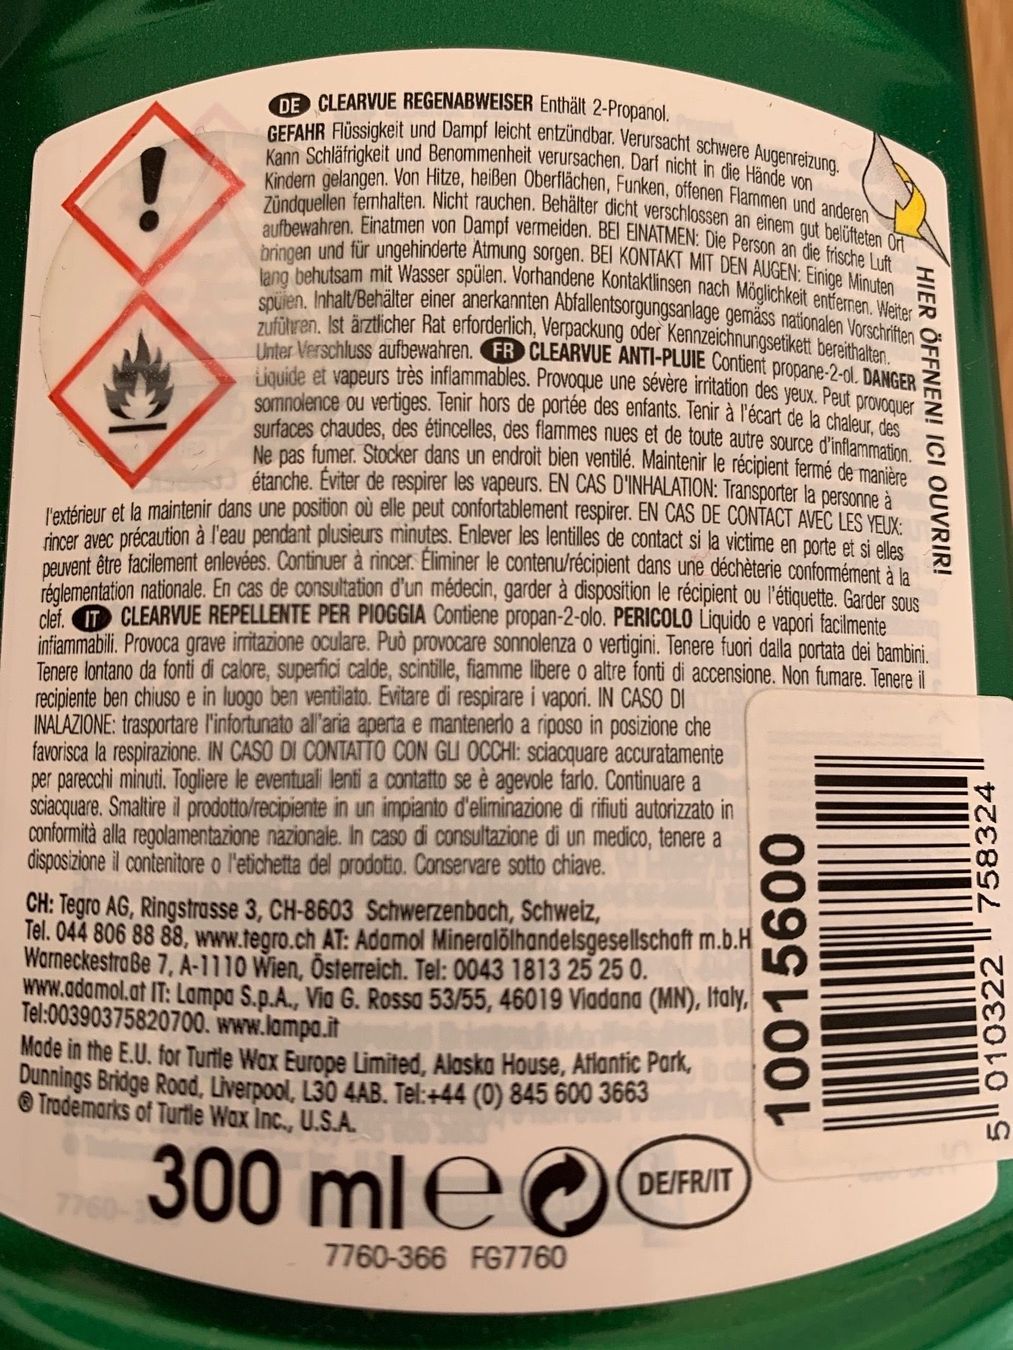 DE CLEARVUE REGENABWEISER Enthält 2-Propanol.
GEFAHR Flüssigkeit und Dampf leicht entzündbar. Verursacht schwere Augenreizung.
Kann Schläfrigkeit und Benommenheit verursachen. Darf nicht in die Hände von
Kindern gelangen. Von Hitze, heißen Oberflächen, Funken, offenen Flammen und anderen
Zündquellen fernhalten. Nicht rauchen. Behälter dicht verschlossen an einem gut belüfteten Ort
aufbewahren. Einatmen von Dampf vermeiden. BEI EINATMEN: Die Person an die frische Luft
bringen und für ungehinderte Atmung sorgen. BEI KONTAKT MIT DEN AUGEN: Einige Minuten
lang behutsam mit Wasser spülen. Vorhandene Kontaktlinsen nach Möglichkeit entfernen. Weiter
spülen. Inhalt/Behälter einer anerkannten Abfallentsorgungsanlage gemäss nationalen Vorschriften
zuführen. Ist ärztlicher Rat erforderlich, Verpackung oder Kennzeichnungsetikett bereithalten.
Unter Verschluss aufbewahren. FR CLEARVUE ANTI-PLUIE Contient propane-2-ol. DANGER
Liquide et vapeurs très inflammables. Provoque une sévère irritation des yeux. Peut provoquer
somnolence ou vertiges. Tenir hors de portée des enfants. Tenir à l'écart de la chaleur, des
surfaces chaudes, des étincelles, des flammes nues et de toute autre source d'inflammation.
Ne pas fumer. Stocker dans un endroit bien ventilé. Maintenir le récipient fermé de manière
étanche. Éviter de respirer les vapeurs. EN CAS D'INHALATION: Transporter la personne à
l'extérieur et la maintenir dans une position où elle peut confortablement respirer. EN CAS DE CONTACT AVEC LES YEUX:
rincer avec précaution à l'eau pendant plusieurs minutes. Enlever les lentilles de contact si la victime en porte et si elles
peuvent être facilement enlevées. Continuer à rincer. Éliminer le contenu/récipient dans une déchèterie conformément à la
réglementation nationale. En cas de consultation d'un médecin, garder à disposition le récipient ou l'étiquette. Garder sous
clef. IT CLEARVUE REPELLENTE PER PIOGGIA Contiene propan-2-olo. PERICOLO Liquido e vapori facilmente
infiammabili. Provoca grave irritazione oculare. Può provocare sonnolenza o vertigini. Tenere fuori dalla portata dei bambini.
Tenere lontano da fonti di calore, superfici calde, scintille, fiamme libere o altre fonti di accensione. Non fumare. Tenere il
recipiente ben chiuso e in luogo ben ventilato. Evitare di respirare i vapori. IN CASO DI
INALAZIONE: trasportare l'infortunato all'aria aperta e mantenerlo a riposo in posizione che
favorisca la respirazione. IN CASO DI CONTATTO CON GLI OCCHI: sciacquare accuratamente
per parecchi minuti. Togliere le eventuali lenti a contatto se è agevole farlo. Continuare a
sciacquare. Smaltire il prodotto/recipiente in un impianto d'eliminazione di rifiuti autorizzato in
conformità alla regolamentazione nazionale. In caso di consultazione di un medico, tenere a
disposizione il contenitore o l'etichetta del prodotto. Conservare sotto chiave.
HIER ÖFFNEN! ICI OUVRIR!
CH: Tegro AG, Ringstrasse 3, CH-8603 Schwerzenbach, Schweiz,
Tel. 044 806 88 88, www.tegro.ch AT: Adamol Mineralölhandelsgesellschaft m.b.H
Warneckestraße 7, A-1110 Wien, Österreich. Tel: 0043 1813 25 25 0.
www.adamol.at IT: Lampa S.p.A., Via G. Rossa 53/55, 46019 Viadana (MN), Italy,
Tel:00390375820700. www.lampa.it
Made in the E.U. for Turtle Wax Europe Limited, Alaska House, Atlantic Park,
Dunnings Bridge Road, Liverpool, L30 4AB. Tel:+44 (0) 845 600 3663
® Trademarks of Turtle Wax Inc., U.S.A.
300 ml e
DE/FR/IT
7760-366 FG7760
10015600
5 010322 758324